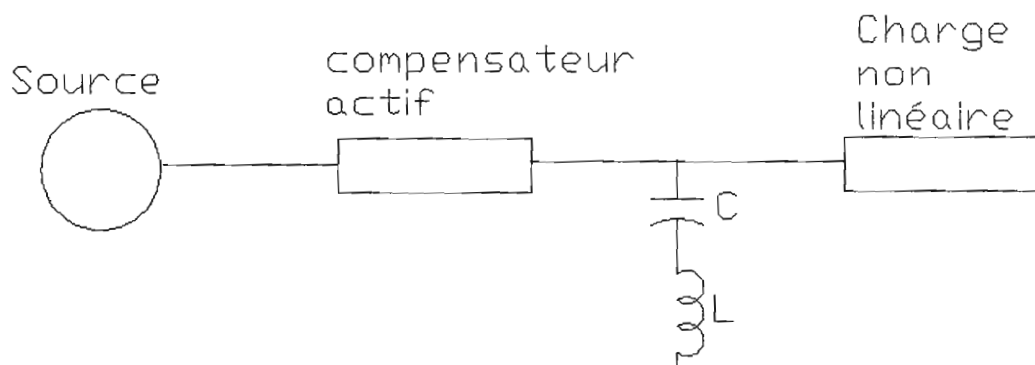 Source
compensateur
actif
Charge
non
linéaire
C
L